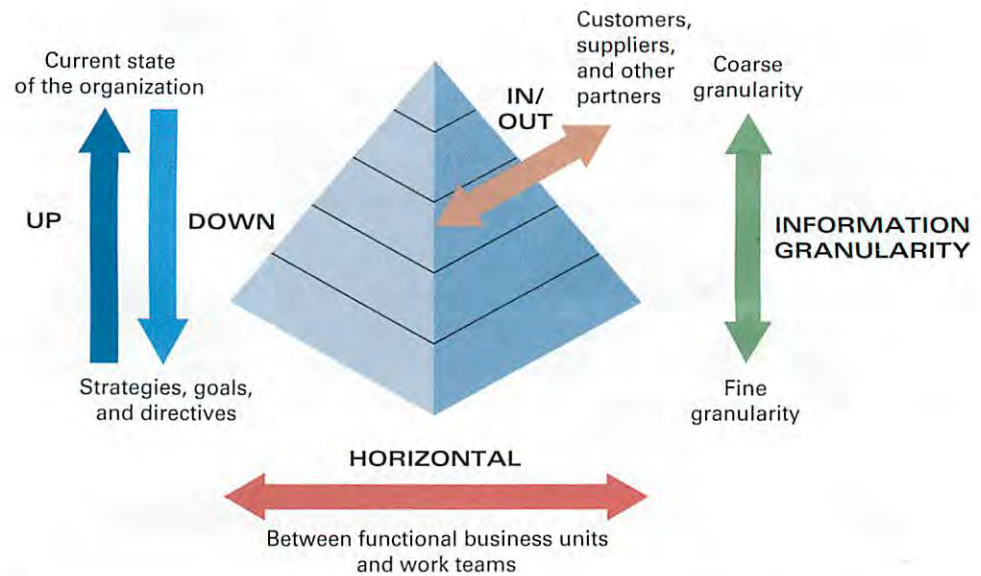 Current state
of the organization
UP
DOWN
Strategies, goals,
and directives
IN/
OUT
Customers,
suppliers,
and other
partners
Coarse
granularity
INFORMATION
GRANULARITY
Fine
granularity
HORIZONTAL
Between functional business units
and work teams